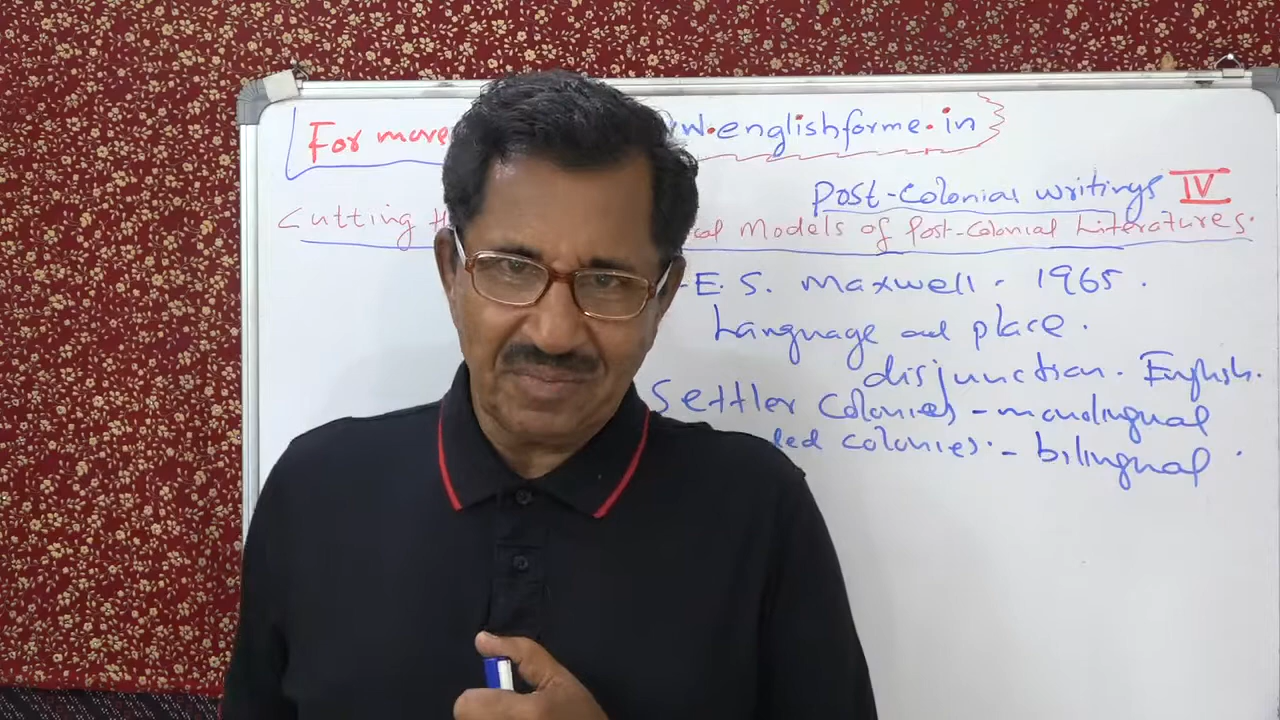 For more w.englishforme.in
Post-Colonial writings IV
Cutting Models of Post-Colonial Literatures.
E. S. Maxwell. 1965.
Language and place.
disjunction. English.
Settler Colonies - monolingual
colonies. - bilingual